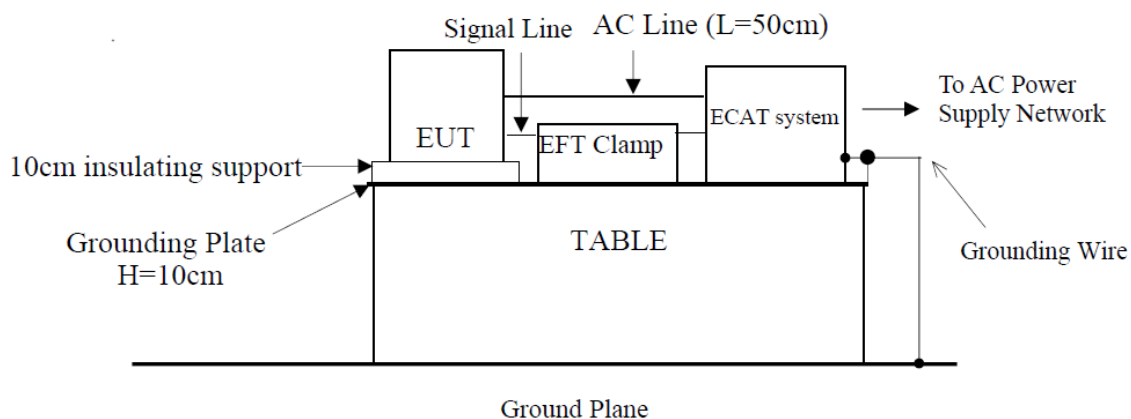 Signal Line
AC Line (L=50cm)
To AC Power
Supply Network
ECAT system
EUT
EFT Clamp
10cm insulating support
Grounding Plate
H=10cm
TABLE
Grounding Wire
Ground Plane